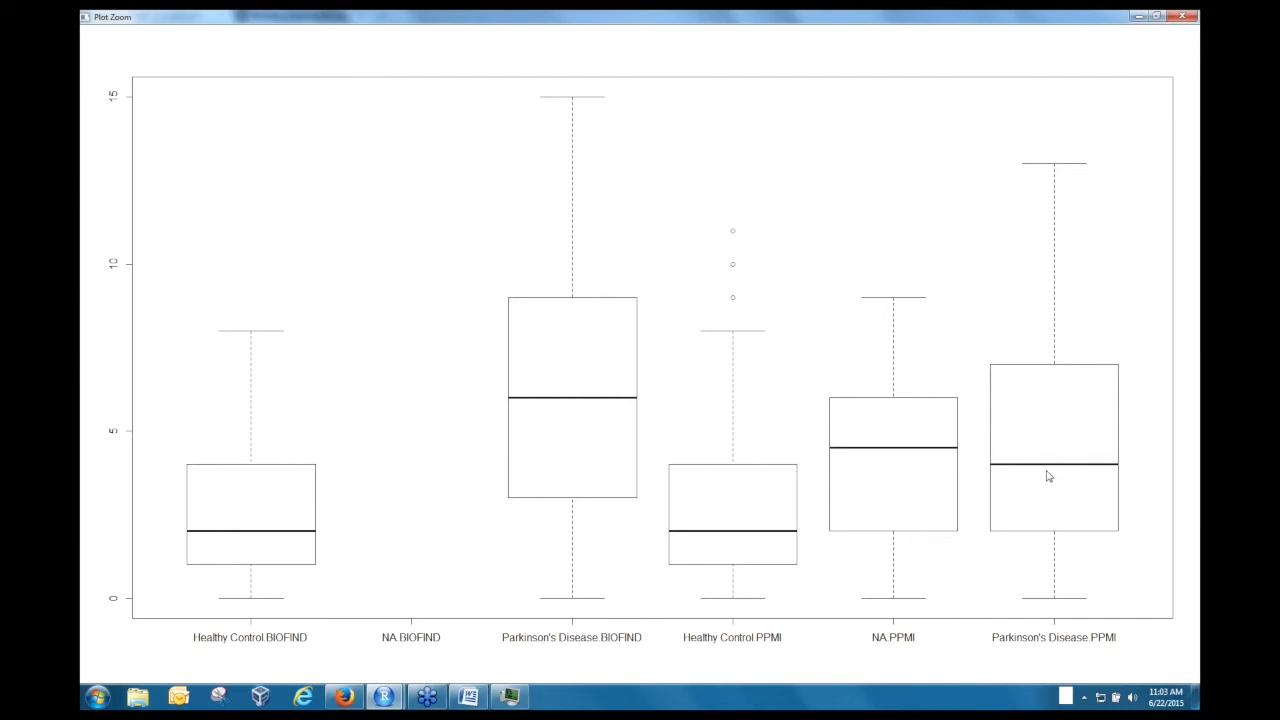 Plot Zoom
15
10
5
0
Healthy Control.BIOFIND NA.BIOFIND Parkinson's Disease.BIOFIND Healthy Control.PPMI NA.PPMI Parkinson's Disease.PPMI
11:03 AM
6/22/2015